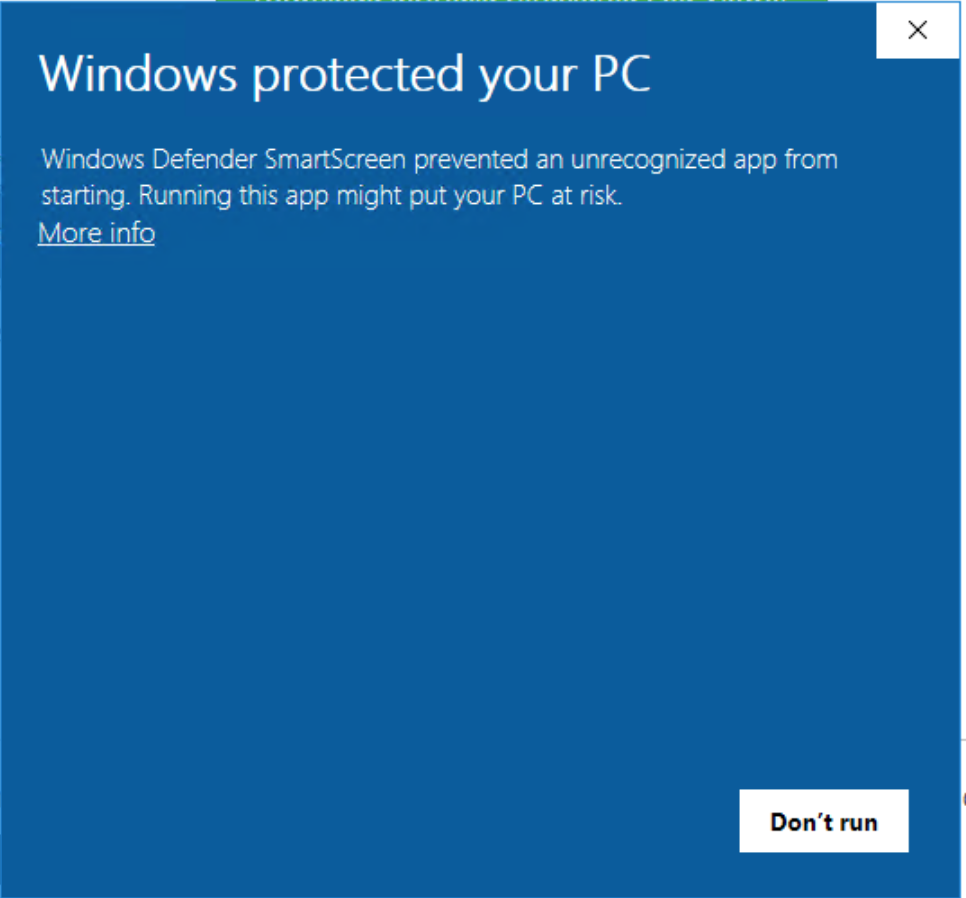 Windows protected your PC
Windows Defender SmartScreen prevented an unrecognized app from
starting. Running this app might put your PC at risk.
More info
Don't run